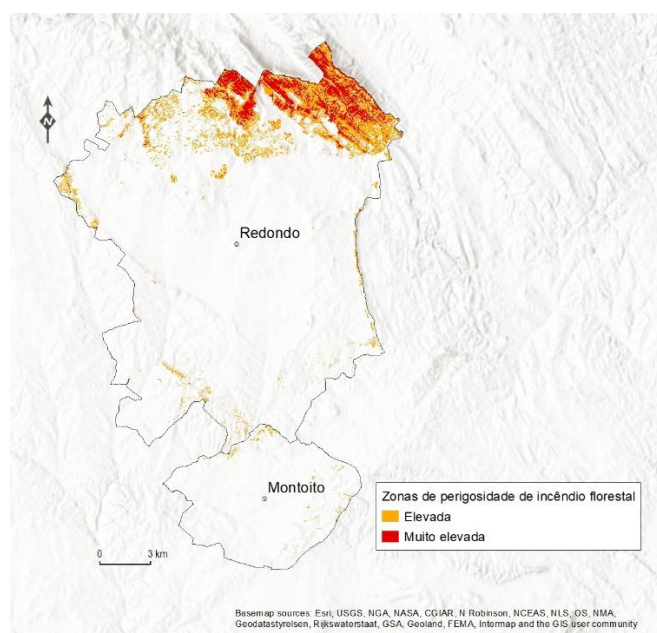 N
Redondo
Montoito
Zonas de perigosidade de incêndio florestal
Elevada
Muito elevada
0 3 km
Basemap sources: Esri, USGS, NGA, NASA, CGIAR, N Robinson, NCEAS, NLS, OS, NMA,
Geodatastyrelsen, Rijkswaterstaat, GSA, Geoland, FEMA, Intermap and the GIS user community